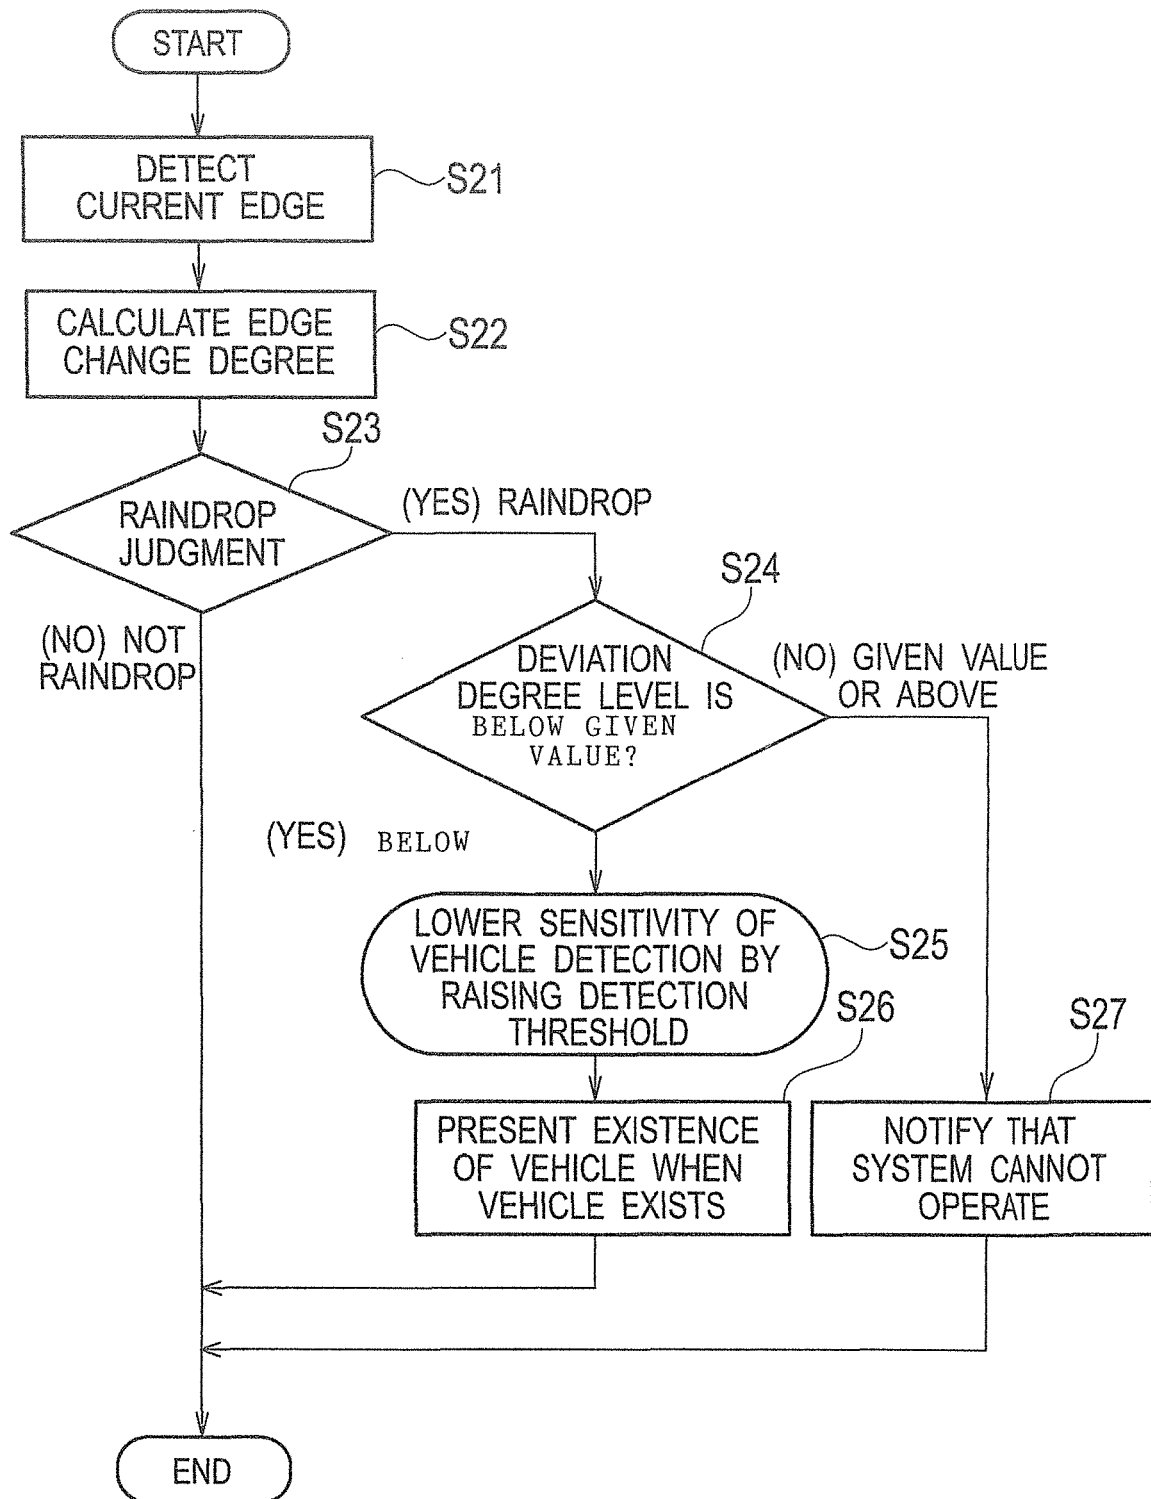 START
DETECT
CURRENT EDGE
S21
CALCULATE EDGE
CHANGE DEGREE
S22
S23
RAINDROP
JUDGMENT
(YES) RAINDROP
(NO) NOT
RAINDROP
S24
DEVIATION
DEGREE LEVEL IS
BELOW GIVEN
VALUE?
(NO) GIVEN VALUE
OR ABOVE
(YES) BELOW
LOWER SENSITIVITY OF
VEHICLE DETECTION BY
RAISING DETECTION
THRESHOLD
S25
S26
PRESENT EXISTENCE
OF VEHICLE WHEN
VEHICLE EXISTS
S27
NOTIFY THAT
SYSTEM CANNOT
OPERATE
END